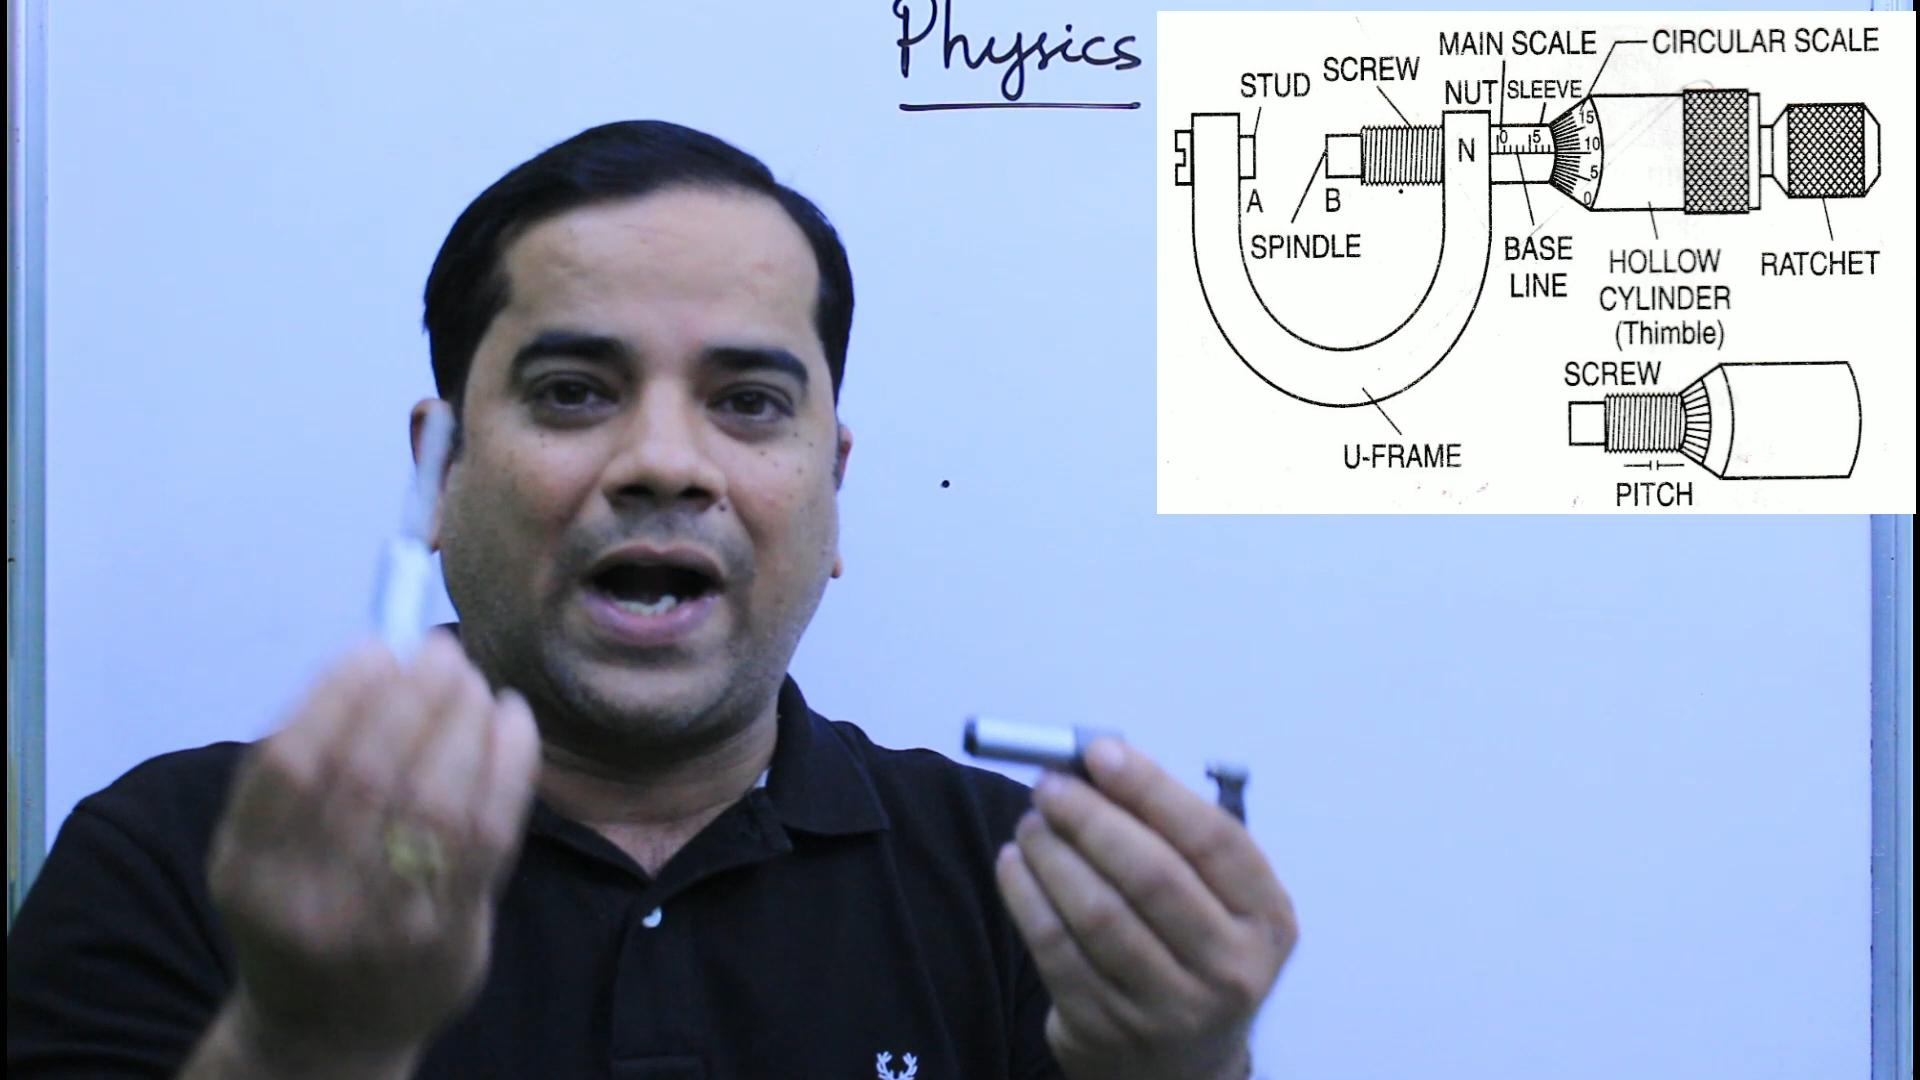 Physics
MAIN SCALE
CIRCULAR SCALE
STUD
SCREW
NUT
SLEEVE
0
5
15
10
5
0
N
A
B
SPINDLE
BASE
LINE
HOLLOW
CYLINDER
(Thimble)
RATCHET
SCREW
U-FRAME
PITCH